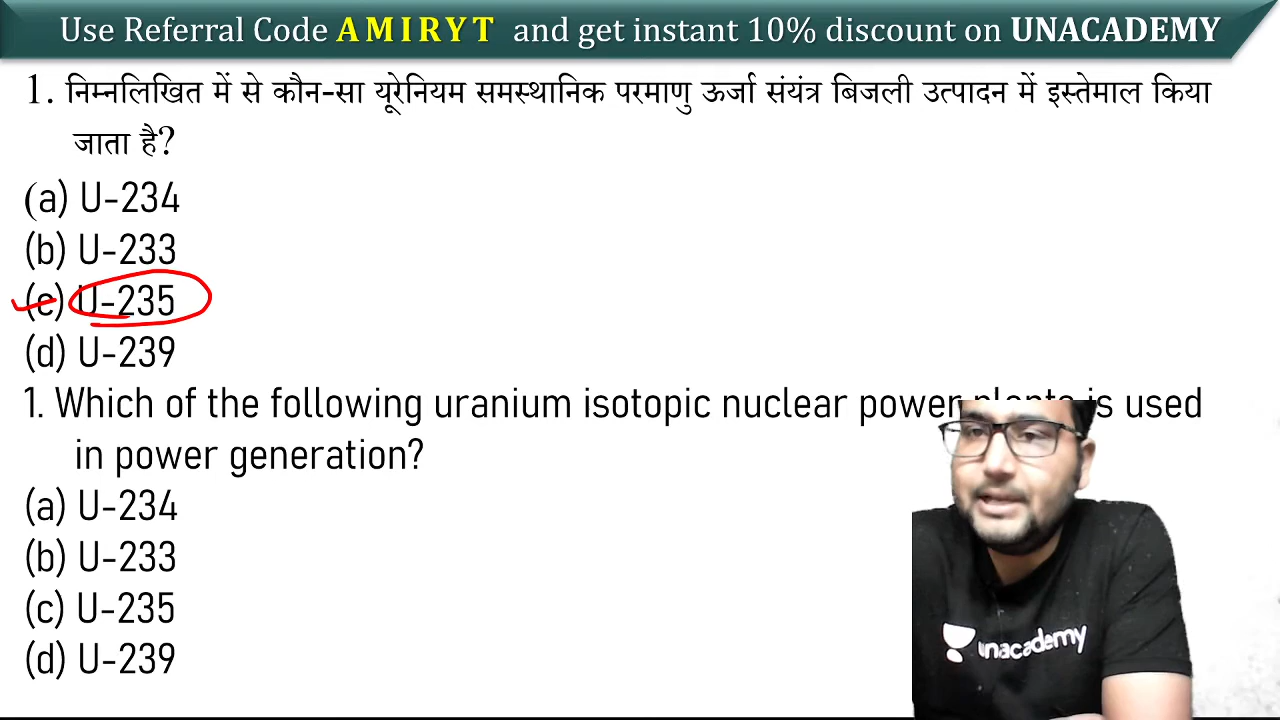 Use Referral Code AMIRYT and get instant 10% discount on UNACADEMY
1. निम्नलिखित में से कौन-सा यूरेनियम समस्थानिक परमाणु ऊर्जा संयंत्र बिजली उत्पादन में इस्तेमाल किया
जाता है?
(a) U-234
(b) U-233
(c) U-235
(d) U-239
1. Which of the following uranium isotopic nuclear power plants is used
in power generation?
(a) U-234
(b) U-233
(c) U-235
(d) U-239
unacademy